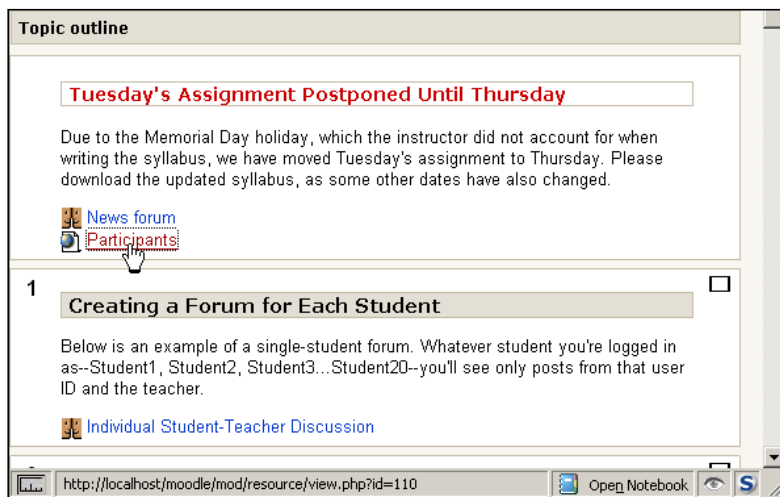 Topic outline
Tuesday's Assignment Postponed Until Thursday
Due to the Memorial Day holiday, which the instructor did not account for when
writing the syllabus, we have moved Tuesday's assignment to Thursday. Please
download the updated syllabus, as some other dates have also changed.
News forum
Participants
1
Creating a Forum for Each Student
Below is an example of a single-student forum. Whatever student you're logged in
as--Student1, Student2, Student3...Student20--you'll see only posts from that user
ID and the teacher.
Individual Student-Teacher Discussion
http://localhost/moodle/mod/resource/view.php?id=110 Open Notebook S